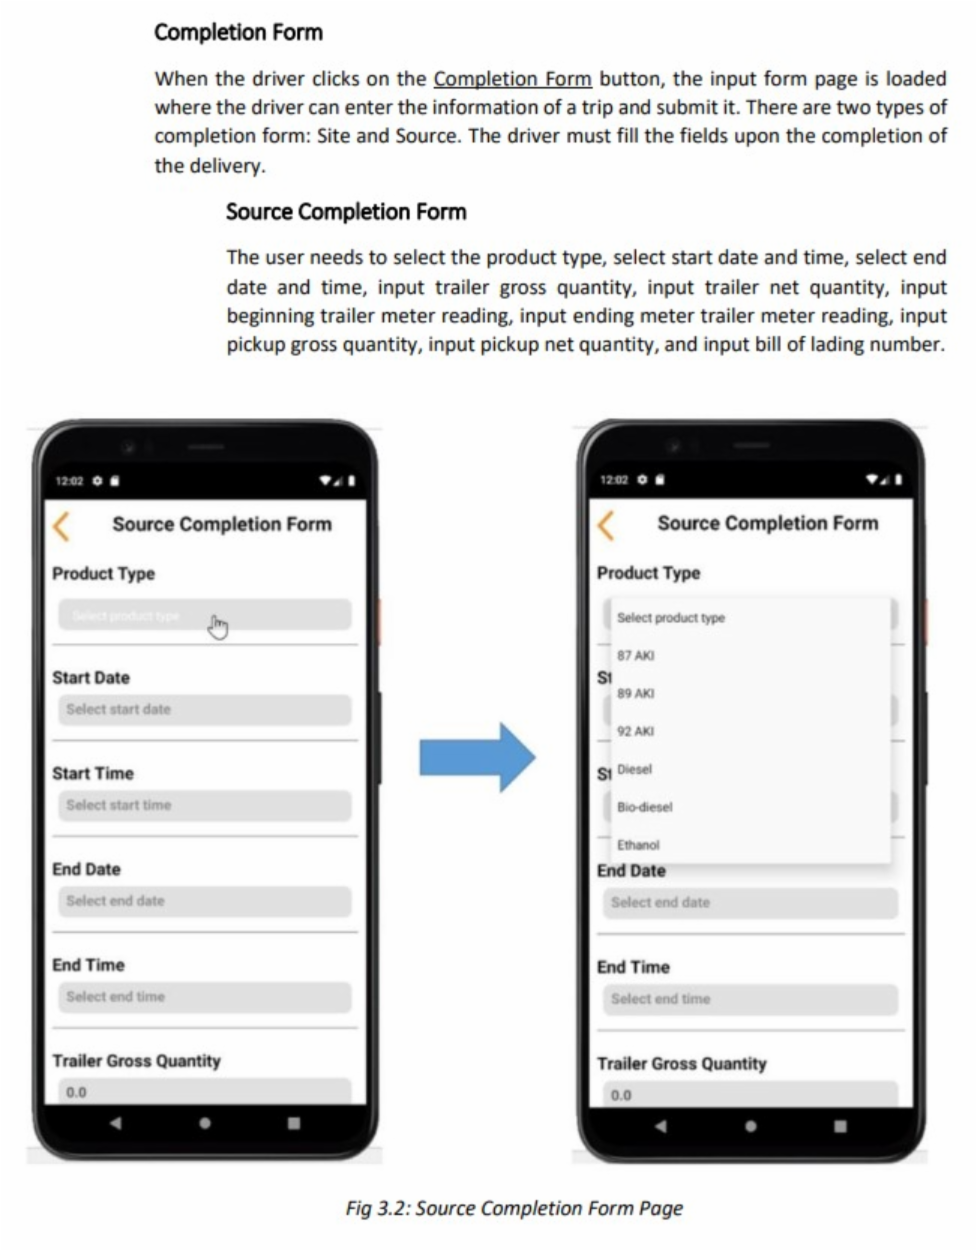 Completion Form
When the driver clicks on the Completion Form button, the input form page is loaded
where the driver can enter the information of a trip and submit it. There are two types of
completion form: Site and Source. The driver must fill the fields upon the completion of
the delivery.
Source Completion Form
The user needs to select the product type, select start date and time, select end
date and time, input trailer gross quantity, input trailer net quantity, input
beginning trailer meter reading, input ending meter trailer meter reading, input
pickup gross quantity, input pickup net quantity, and input bill of lading number.
12:02
Source Completion Form
Product Type
Select product type
Start Date
Select start date
Start Time
Select start time
End Date
Select end date
End Time
Select end time
Trailer Gross Quantity
0.0
12:02
Source Completion Form
Product Type
Select product type
87 AKI
St
89 AKI
92 AKI
St
Diesel
Bio-diesel
Ethanol
End Date
Select end date
End Time
Select end time
Trailer Gross Quantity
0.0
Fig 3.2: Source Completion Form Page